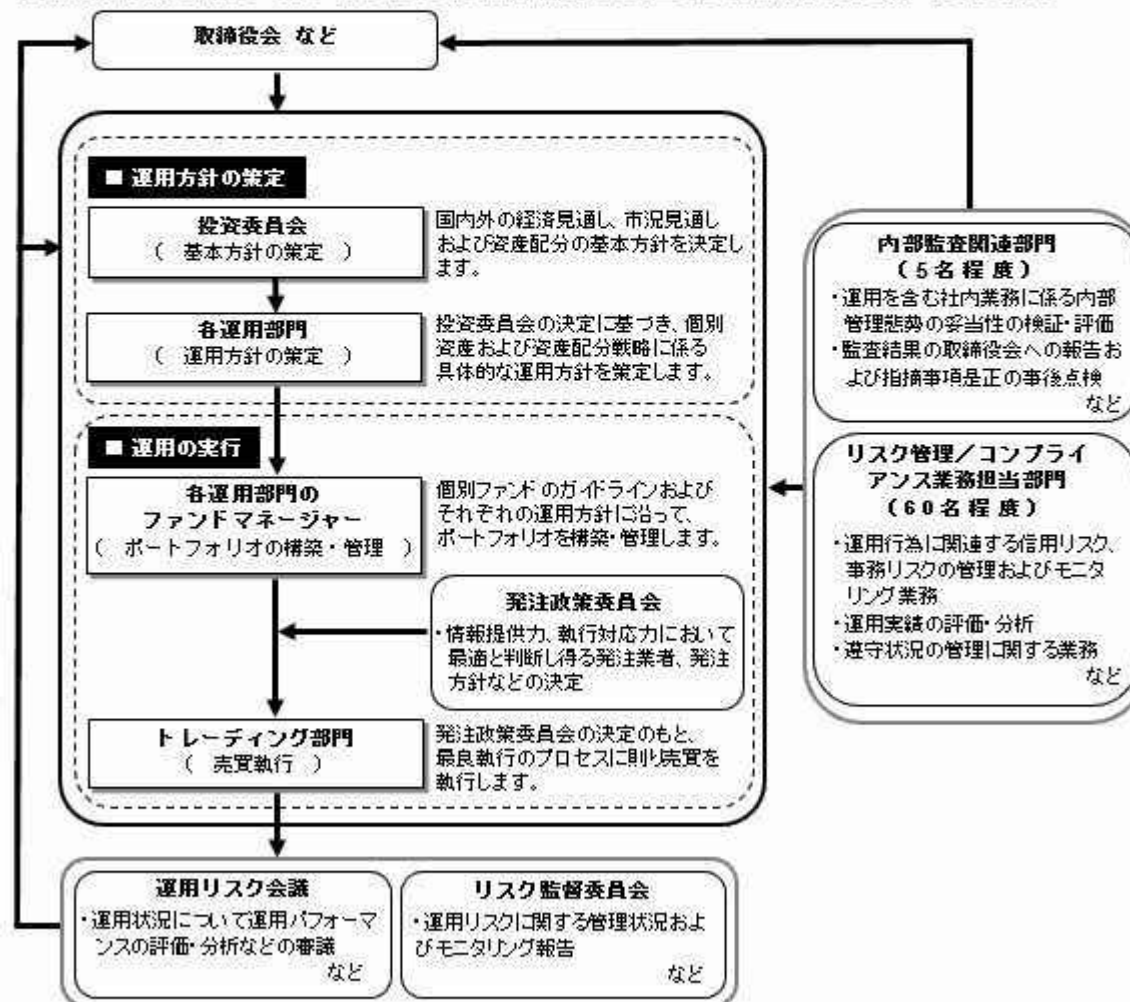 取締役会 など
■ 運用方針の策定
投資委員会
( 基本方針の策定 )
国内外の経済見通し、市況見通し
および資産配分の基本方針を決定し
ます。
各運用部門
( 運用方針の策定 )
投資委員会の決定に基づき、個別
資産および資産配分戦略に係る
具体的な運用方針を策定します。
■ 運用の実行
各運用部門の
ファンドマネージャー
( ポートフォリオの構築・管理 )
個別ファンドのガイドラインおよび
それぞれの運用方針に沿って、
ポートフォリオを構築・管理します。
発注政策委員会
・情報提供力、執行対応力において
最適と判断し得る発注業者、発注
方針などの決定
トレーディング部門
( 売買執行 )
発注政策委員会の決定のもと、
最良執行のプロセスに則り売買を
執行します。
内部監査関連部門
(5名程度)
・運用を含む社内業務に係る内部
管理態勢の妥当性の検証・評価
・監査結果の取締役会への報告お
よび指摘事項是正の事後点検
など
リスク管理/コンプライ
アンス業務担当部門
(60名程度)
・運用行為に関連する信用リスク、
事務リスクの管理およびモニタ
リング業務
・運用実績の評価・分析
・遵守状況の管理に関する業務
など
運用リスク会議
・運用状況について運用パフォーマ
ンスの評価・分析などの審議
など
リスク監督委員会
・運用リスクに関する管理状況およ
びモニタリング報告
など